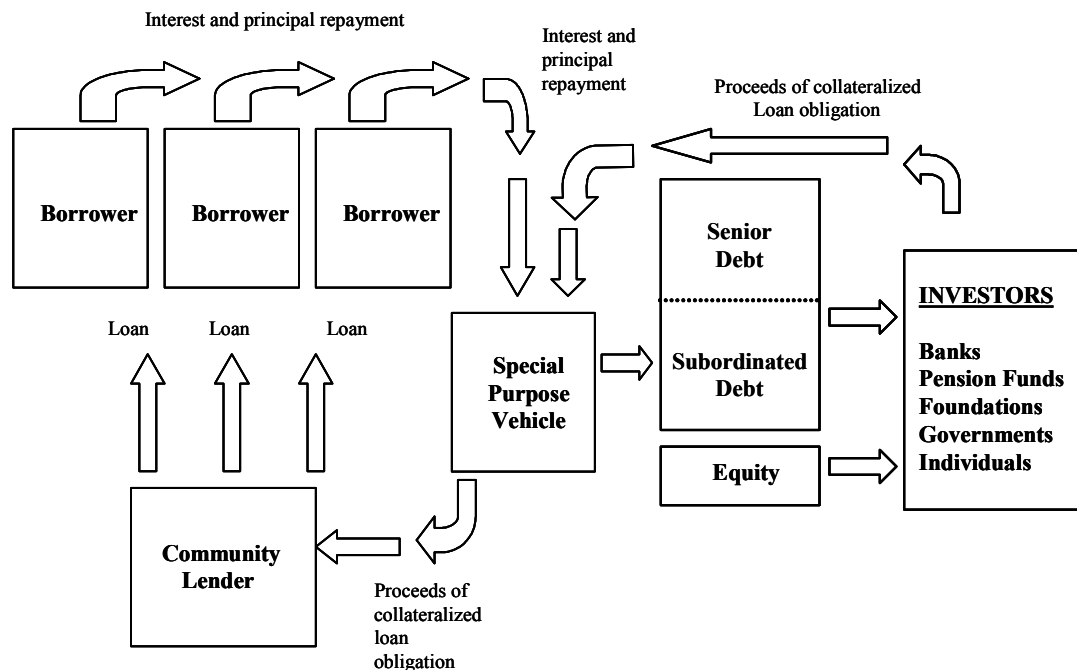 Interest and principal repayment
Interest and
principal
repayment
Proceeds of collateralized
Loan obligation
Borrower
Borrower
Borrower
Senior
Debt
Subordinated
Debt
INVESTORS
Banks
Pension Funds
Foundations
Governments
Individuals
Loan
Loan
Loan
Special
Purpose
Vehicle
Equity
Community
Lender
Proceeds of
collateralized
loan
obligation